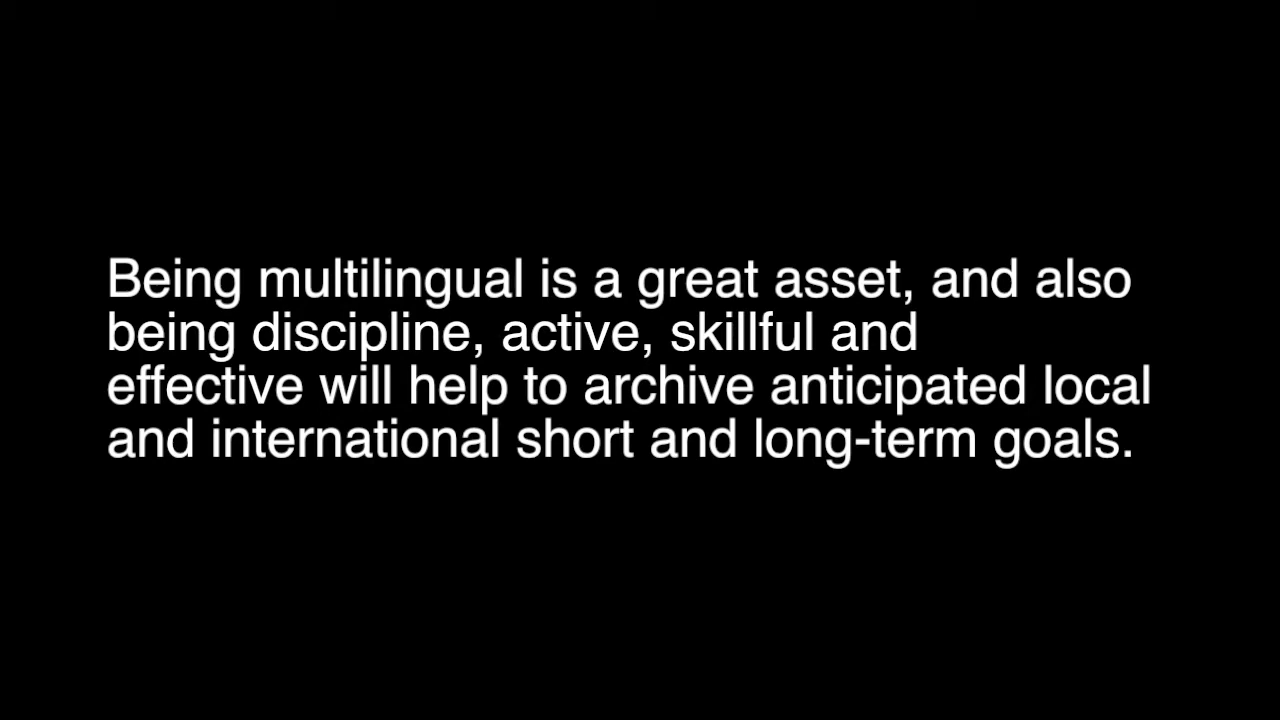 Being multilingual is a great asset, and also
being discipline, active, skillful and
effective will help to archive anticipated local
and international short and long-term goals.